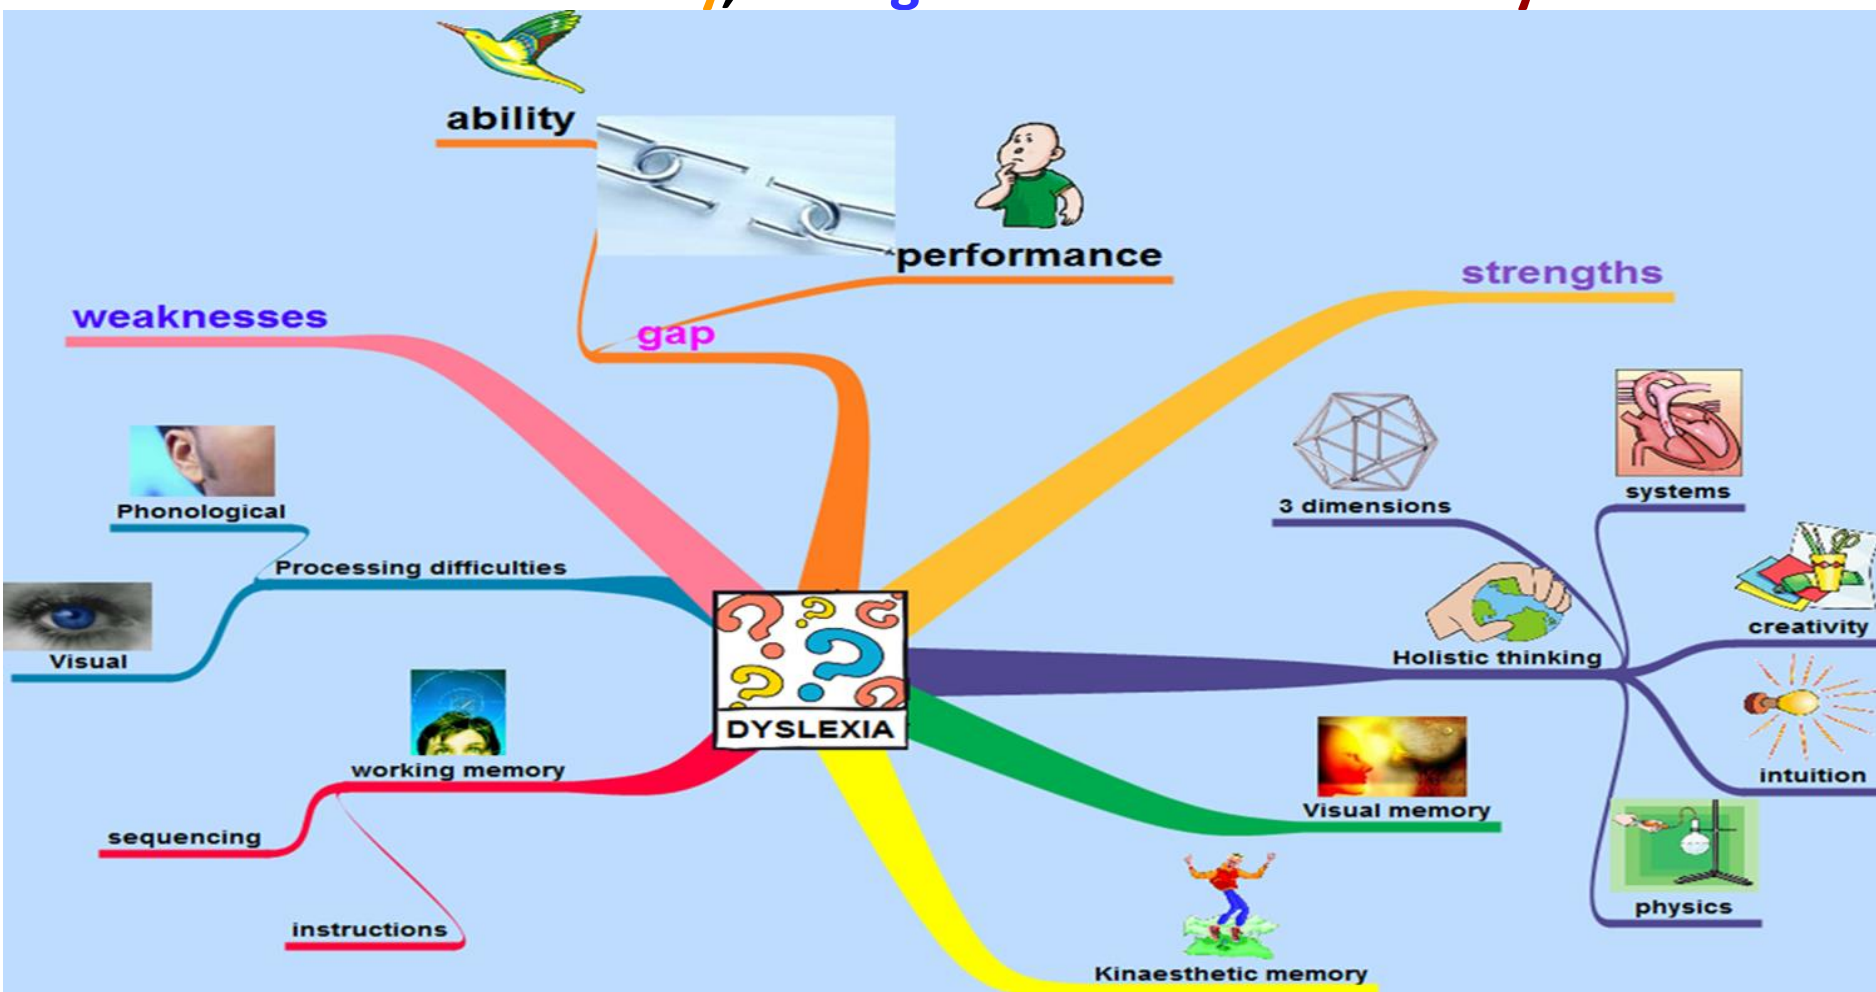 ability
performance
strengths
weaknesses
gap
3 dimensions
systems
Phonological
Processing difficulties
creativity
Holistic thinking
Visual
DYSLEXIA
working memory
intuition
Visual memory
sequencing
physics
instructions
Kinaesthetic memory